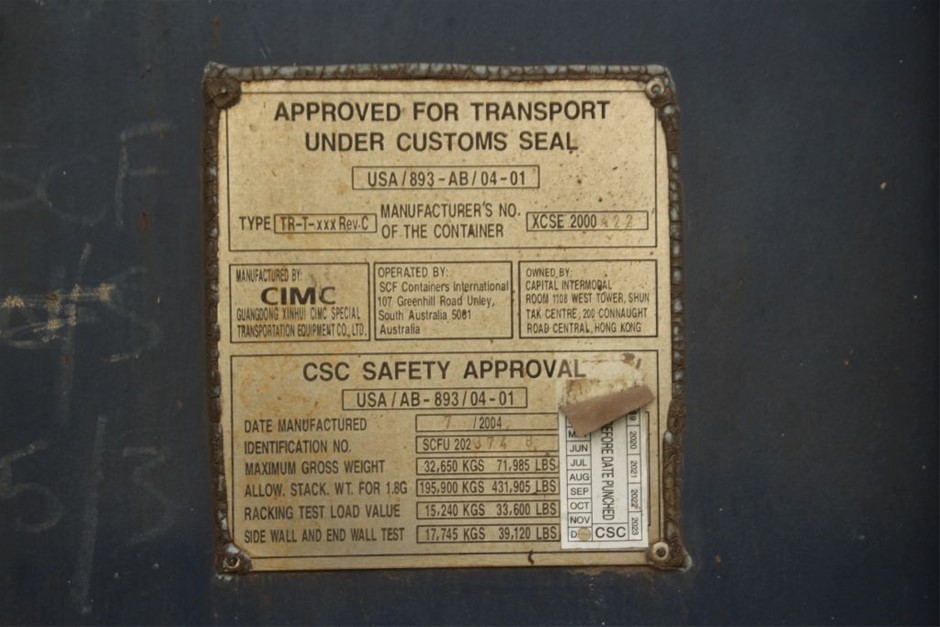 APPROVED FOR TRANSPORT
UNDER CUSTOMS SEAL
USA/893-AB/04-01
TYPE TR-T-xxx Rev.C MANUFACTURER'S NO. OF THE CONTAINER XCSE 2000422
MANUFACTURED BY:
CIMC
GUANGDONG XINHUI CIMC SPECIAL
TRANSPORTATION EQUIPMENT CO., LTD.
OPERATED BY:
SCF Containers International
107 Greenhill Road Unley,
South Australia 5061
Australia
OWNED BY:
CAPITAL INTERMODAL
ROOM 1108 WEST TOWER, SHUN
TAK CENTRE, 200 CONNAUGHT
ROAD CENTRAL, HONG KONG
CSC SAFETY APPROVAL
USA/AB-893/04-01
DATE MANUFACTURED 7 /2004
IDENTIFICATION NO. SCFU 202374 8
MAXIMUM GROSS WEIGHT 32,650 KGS 71,985 LBS
ALLOW. STACK. WT. FOR 1.8G 195,900 KGS 431,905 LBS
RACKING TEST LOAD VALUE 15,240 KGS 33,600 LBS
SIDE WALL AND END WALL TEST 17,745 KGS 39,120 LBS
JUN
JUL
AUG
SEP
OCT
NOV
BEFORE DATE PUNCHED
CSC
2020
2021
2022
2023
SCF